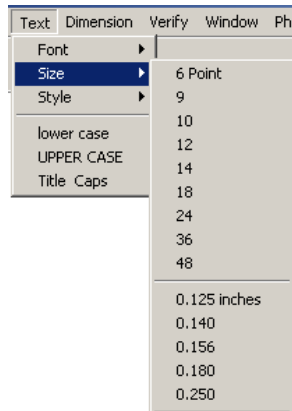 Text Dimension Verify Window Ph
Font
Size
Style
lower case
UPPER CASE
Title Caps
6 Point
9
10
12
14
18
24
36
48
0.125 inches
0.140
0.156
0.180
0.250